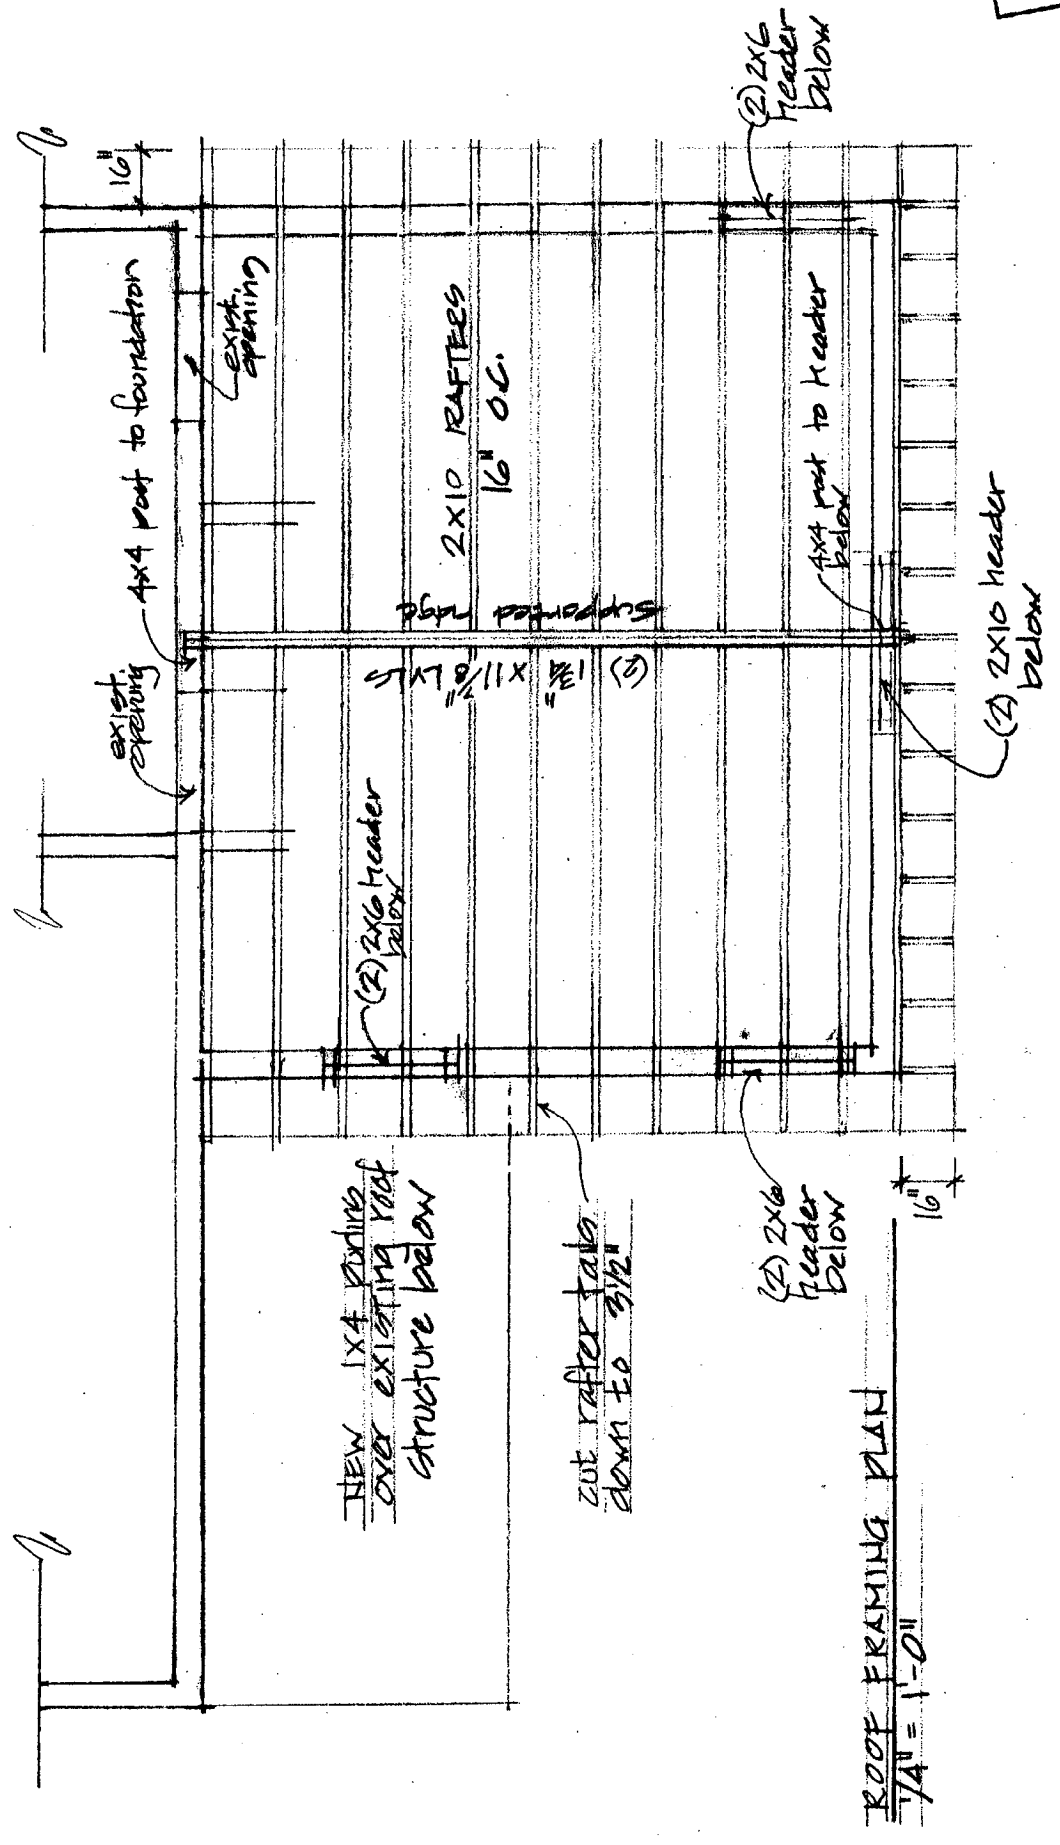 exist.
opening
4x4 post to foundation
16"
exist.
opening
(2) 2x6 header
below
(2) 1 3/4" x 11 7/8" LVLS
supported ridge
2X10 RAFTERS
16" O.C.
NEW 1x4 purlins
over existing roof
structure below
cut rafter tails
down to 3 1/2"
(2) 2x6
header
below
4x4 post to header
below
(2) 2x6
header
below
16"
(2) 2x10 header
below
ROOF FRAMING PLAN
1/4" = 1'-0"